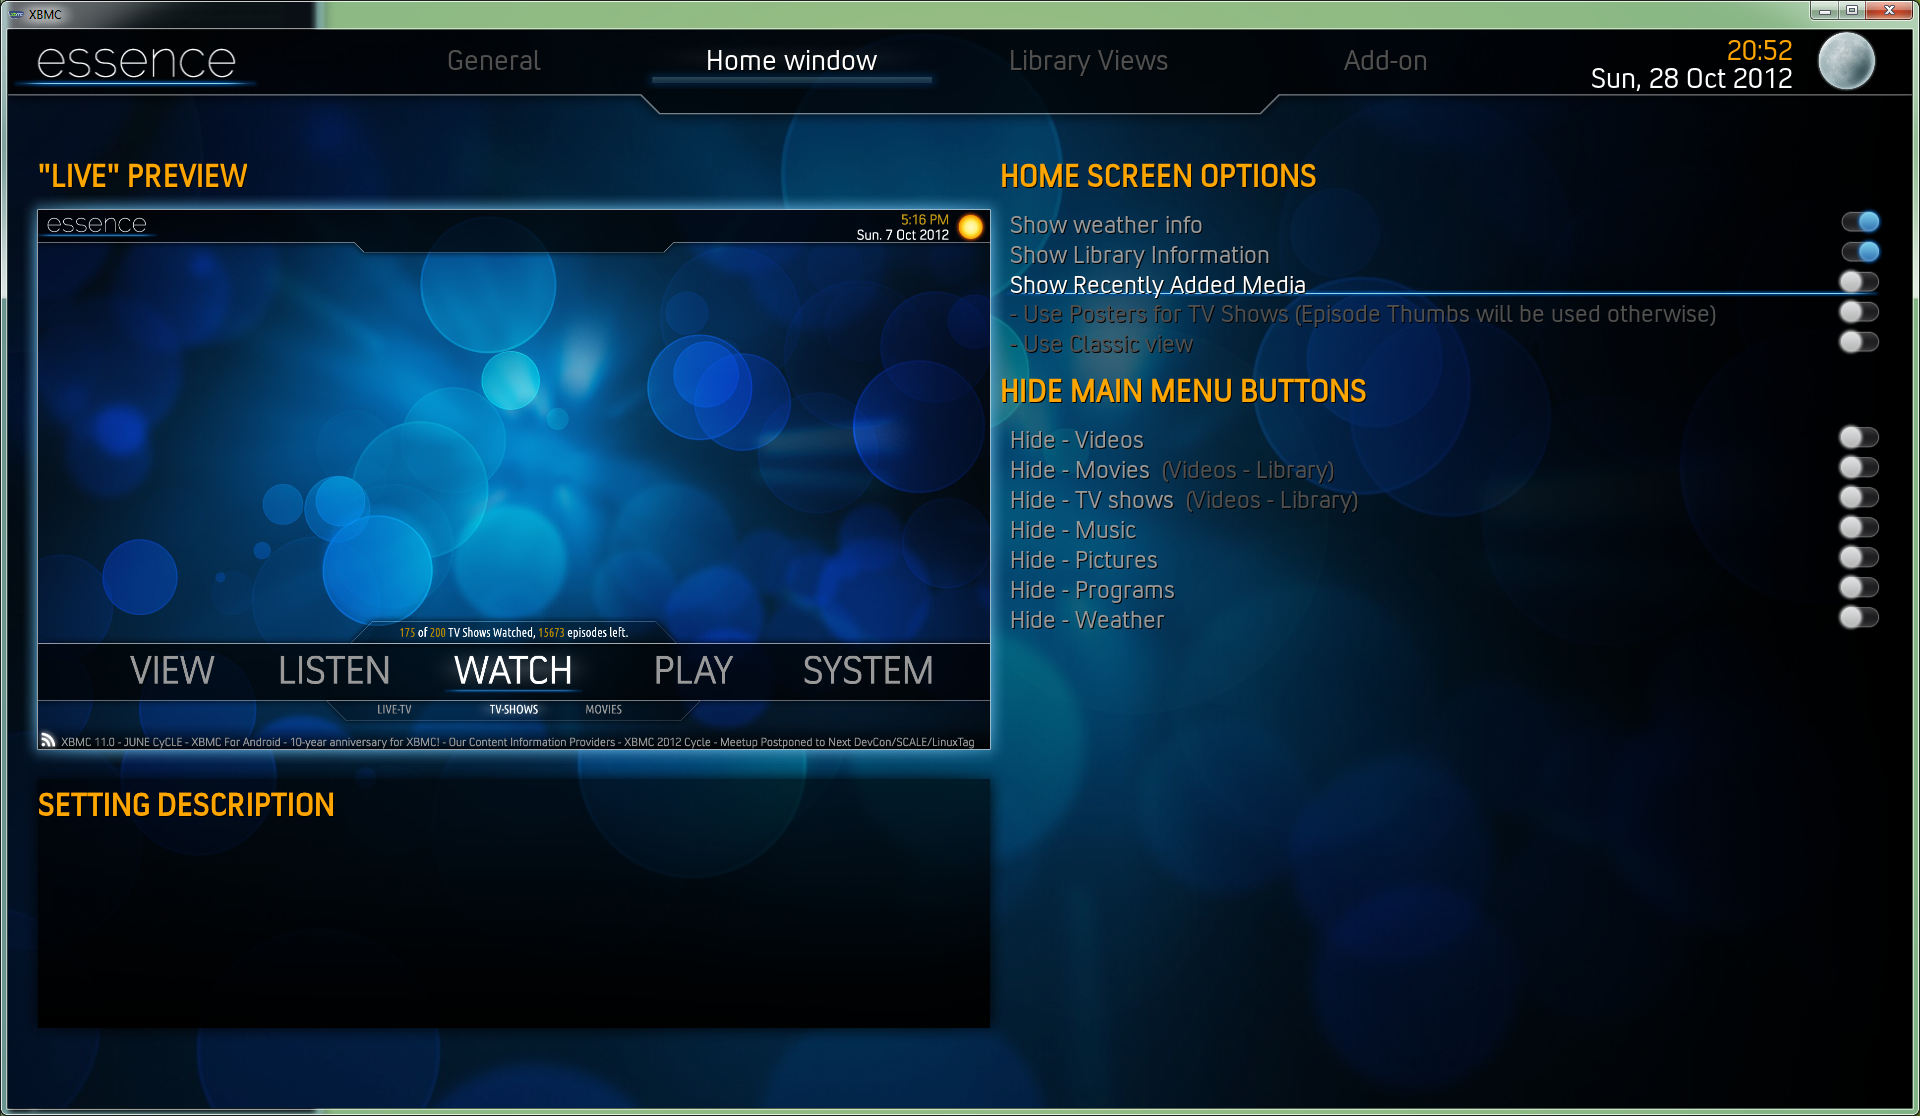 XBMC
essence
General
Home window
Library Views
Add-on
20:52
Sun, 28 Oct 2012
"LIVE" PREVIEW
essence
5:16 PM
Sun. 7 Oct 2012
175 of 200 TV Shows Watched, 15673 episodes left.
VIEW LISTEN WATCH PLAY SYSTEM
LIVE-TV TV-SHOWS MOVIES
XBMC 11.0 - JUNE CyCLE - XBMC For Android - 10-year anniversary for XBMC! - Our Content Information Providers - XBMC 2012 Cycle - Meetup Postponed to Next DevCon/SCALE/LinuxTag
SETTING DESCRIPTION
HOME SCREEN OPTIONS
Show weather info
Show Library Information
Show Recently Added Media
- Use Posters for TV Shows (Episode Thumbs will be used otherwise)
- Use Classic view
HIDE MAIN MENU BUTTONS
Hide - Videos
Hide - Movies (Videos - Library)
Hide - TV shows (Videos - Library)
Hide - Music
Hide - Pictures
Hide - Programs
Hide - Weather